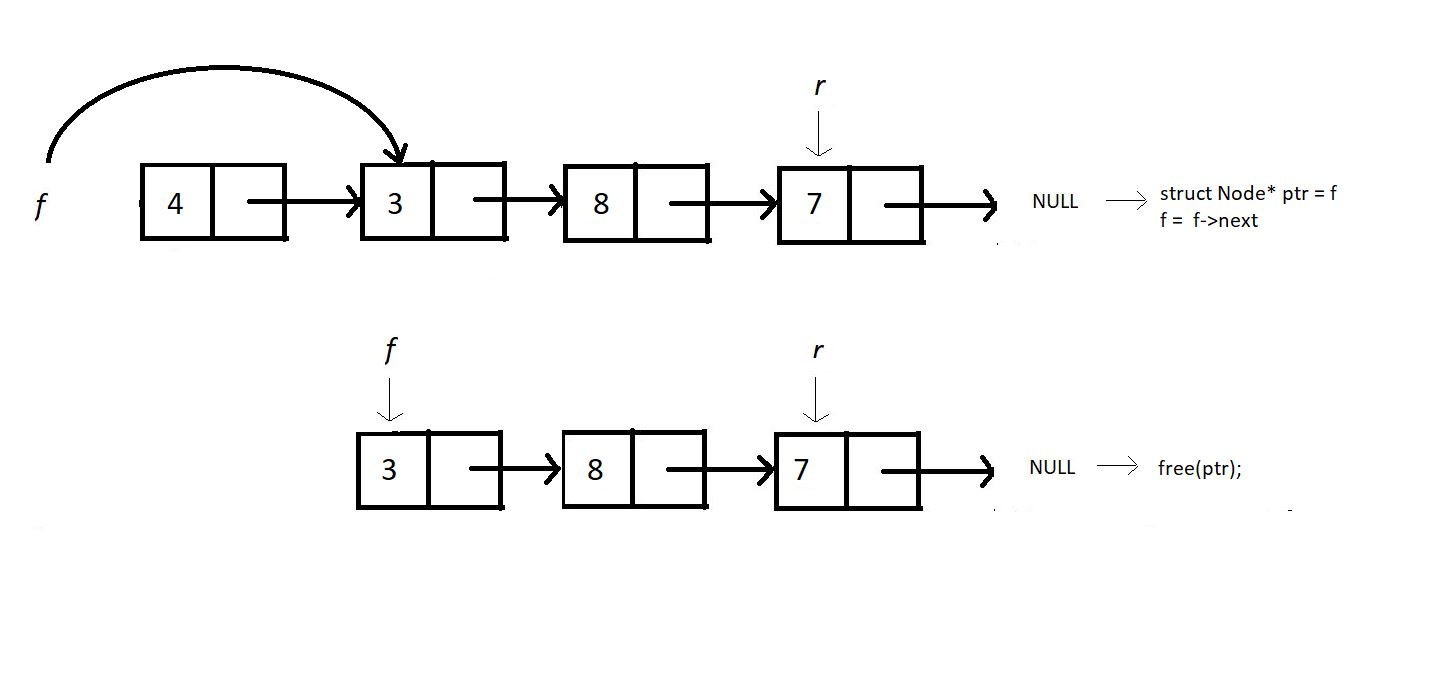 r
f
4 3 8 7 NULL struct Node* ptr = f
f = f->next
f r
3 8 7 NULL free(ptr);